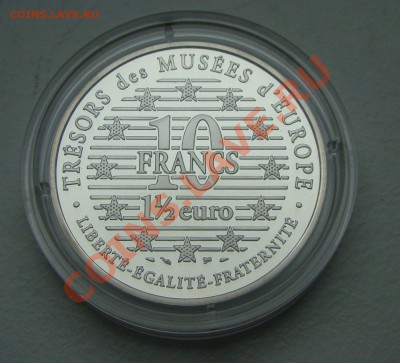 COINS.LAVE.RU
TRÉSORS des MUSÉES d'EUROPE
10
FRANCS
1½ euro
· LIBERTÉ-ÉGALITÉ-FRATERNITÉ ·
COINS.LAVE.RU